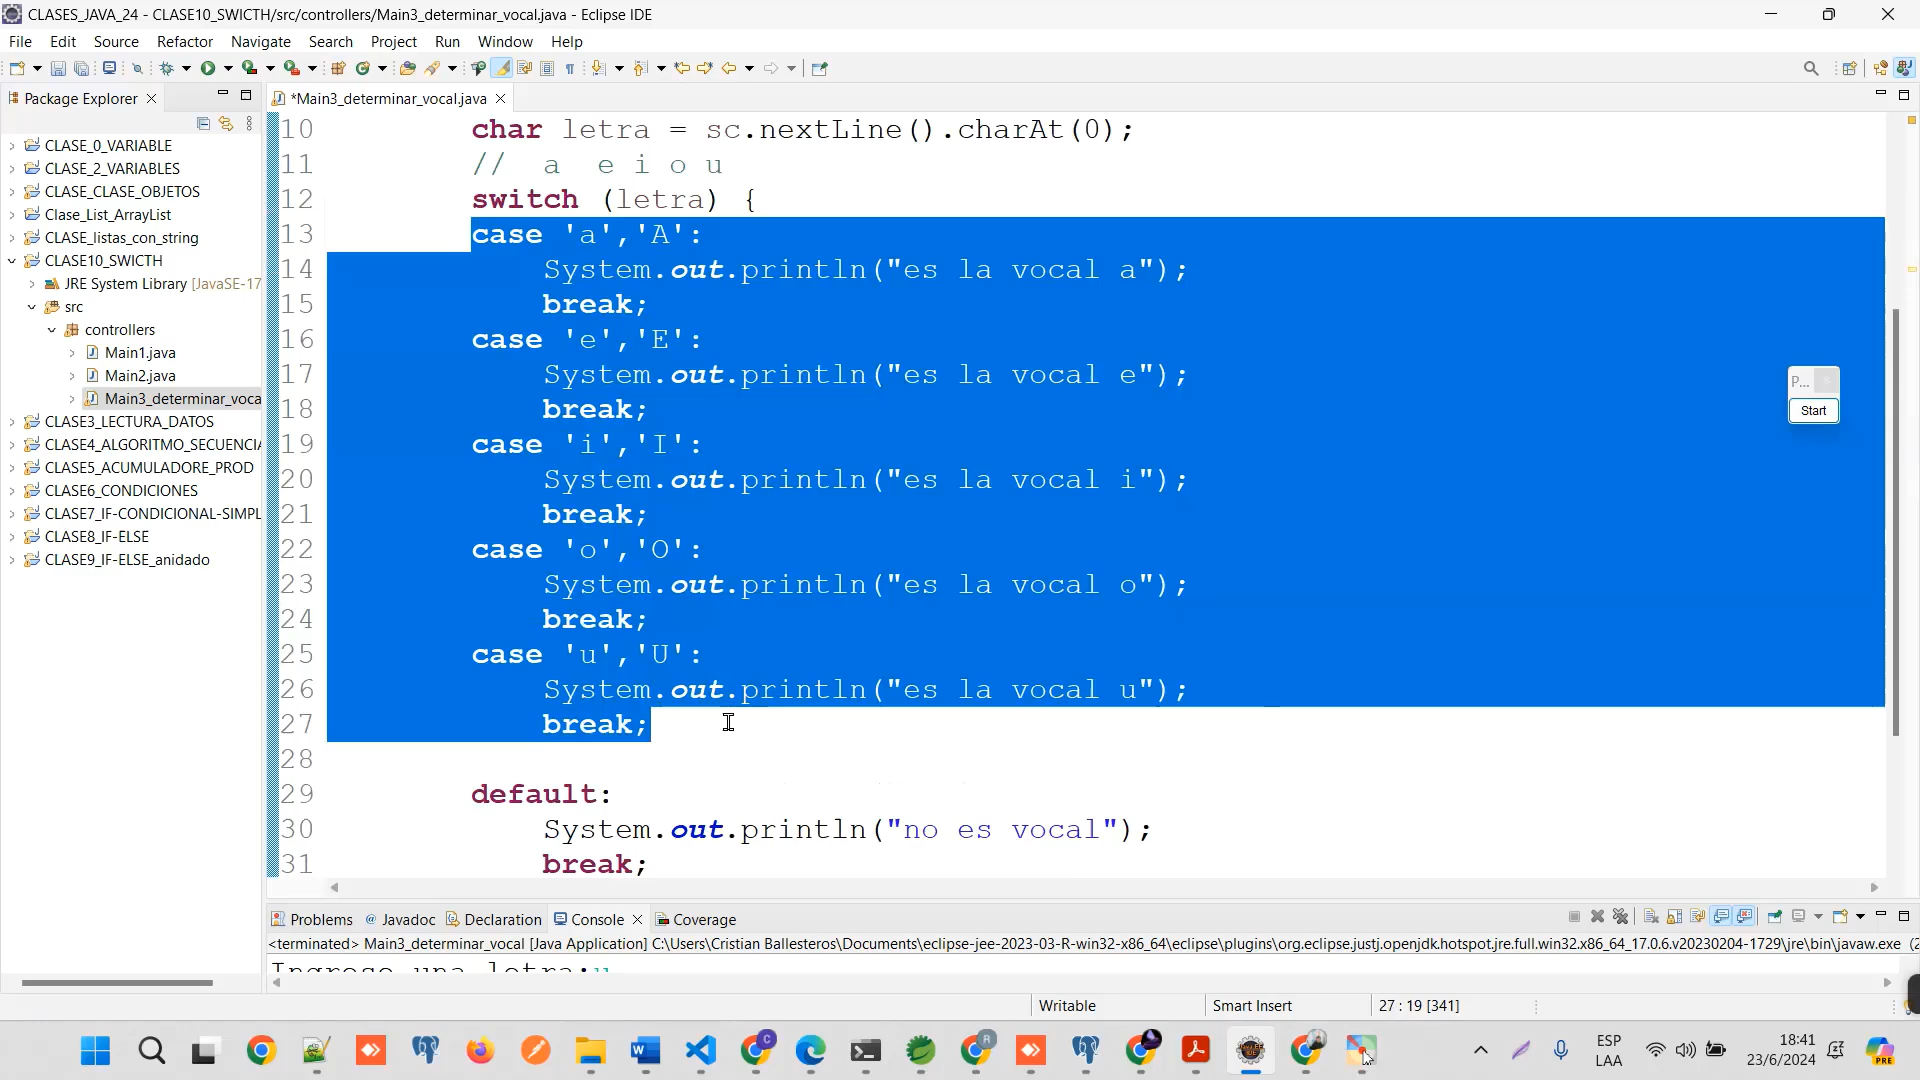 CLASES_JAVA_24 - CLASE10_SWICTH/src/controllers/Main3_determinar_vocal.java - Eclipse IDE
File Edit Source Refactor Navigate Search Project Run Window Help
Package Explorer
*Main3_determinar_vocal.java
CLASE_0_VARIABLE
CLASE_2_VARIABLES
CLASE_CLASE_OBJETOS
Clase_List_ArrayList
CLASE_listas_con_string
CLASE10_SWICTH
JRE System Library [JavaSE-17
src
controllers
Main1.java
Main2.java
Main3_determinar_voca
CLASE3_LECTURA_DATOS
CLASE4_ALGORITMO_SECUENCIA
CLASE5_ACUMULADORE_PROD
CLASE6_CONDICIONES
CLASE7_IF-CONDICIONAL-SIMPL
CLASE8_IF-ELSE
CLASE9_IF-ELSE_anidado
10 char letra = sc.nextLine().charAt(0);
11 // a e i o u
12 switch (letra) {
13 case 'a','A':
14 System.out.println("es la vocal a");
15 break;
16 case 'e','E':
17 System.out.println("es la vocal e");
18 break;
19 case 'i','I':
20 System.out.println("es la vocal i");
21 break;
22 case 'o','O':
23 System.out.println("es la vocal o");
24 break;
25 case 'u','U':
26 System.out.println("es la vocal u");
27 break;
28
29 default:
30 System.out.println("no es vocal");
31 break;
P...
Start
Problems Javadoc Declaration Console Coverage
<terminated> Main3_determinar_vocal [Java Application] C:\Users\Cristian Ballesteros\Documents\eclipse-jee-2023-03-R-win32-x86_64\eclipse\plugins\org.eclipse.justj.openjdk.hotspot.jre.full.win32.x86_64_17.0.6.v20230204-1729\jre\bin\javaw.exe (2
Ingrese una letra:u
Writable Smart Insert 27 : 19 [341]
ESP
LAA
18:41
23/6/2024
PRE